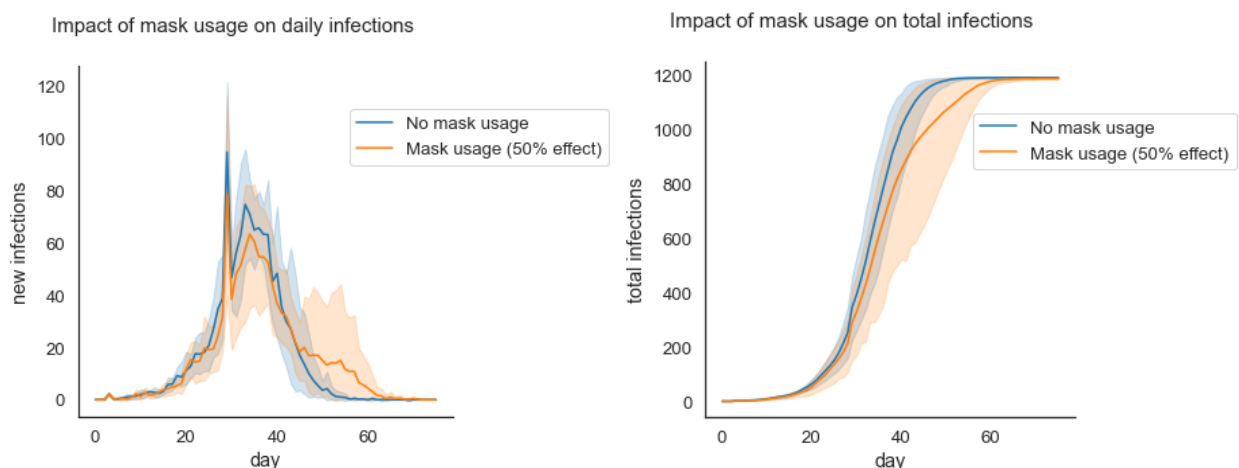 Impact of mask usage on daily infections
120
100
80
60
40
20
0
new infections
0 20 40 60
day
No mask usage
Mask usage (50% effect)
Impact of mask usage on total infections
1200
1000
800
600
400
200
0
total infections
0 20 40 60
day
No mask usage
Mask usage (50% effect)